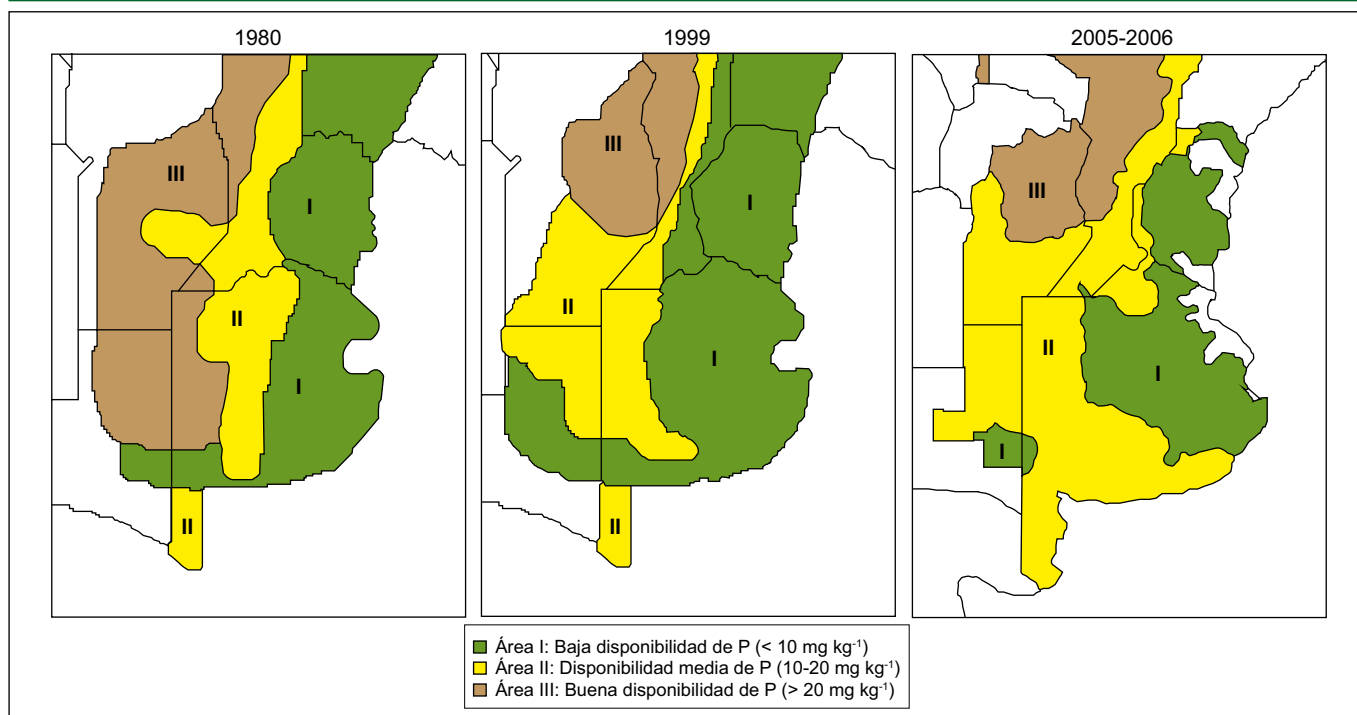 1980
1999
2005-2006
III
I
II
I
II
III
I
II
I
II
III
II
I
I
Área I: Baja disponibilidad de P (< 10 mg kg⁻¹)
Área II: Disponibilidad media de P (10-20 mg kg⁻¹)
Área III: Buena disponibilidad de P (> 20 mg kg⁻¹)